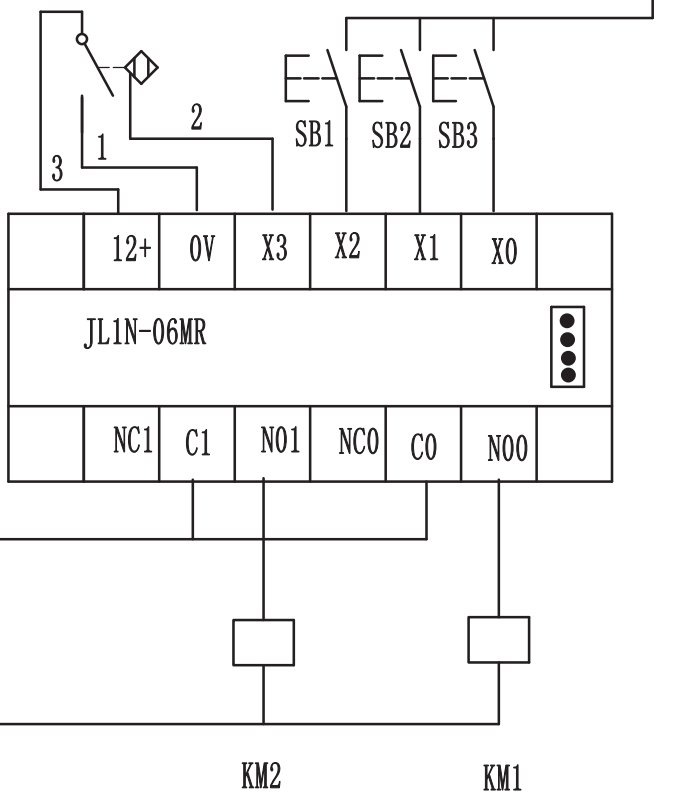 2
1
3
SB1 SB2 SB3
12+ 0V X3 X2 X1 X0
JL1N-06MR
NC1 C1 NO1 NC0 C0 NO0
KM2 KM1